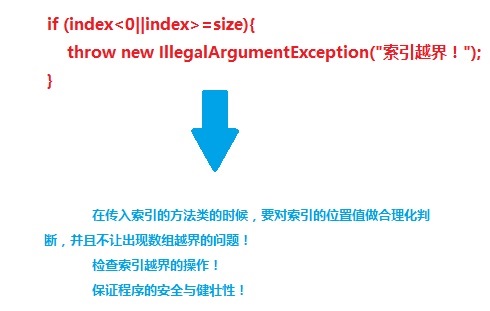 if (index<0||index>=size){
throw new IllegalArgumentException("索引越界！");
}
在传入索引的方法类的时候，要对索引的位置值做合理化判
断，并且不让出现数组越界的问题！
检查索引越界的操作！
保证程序的安全与健壮性！